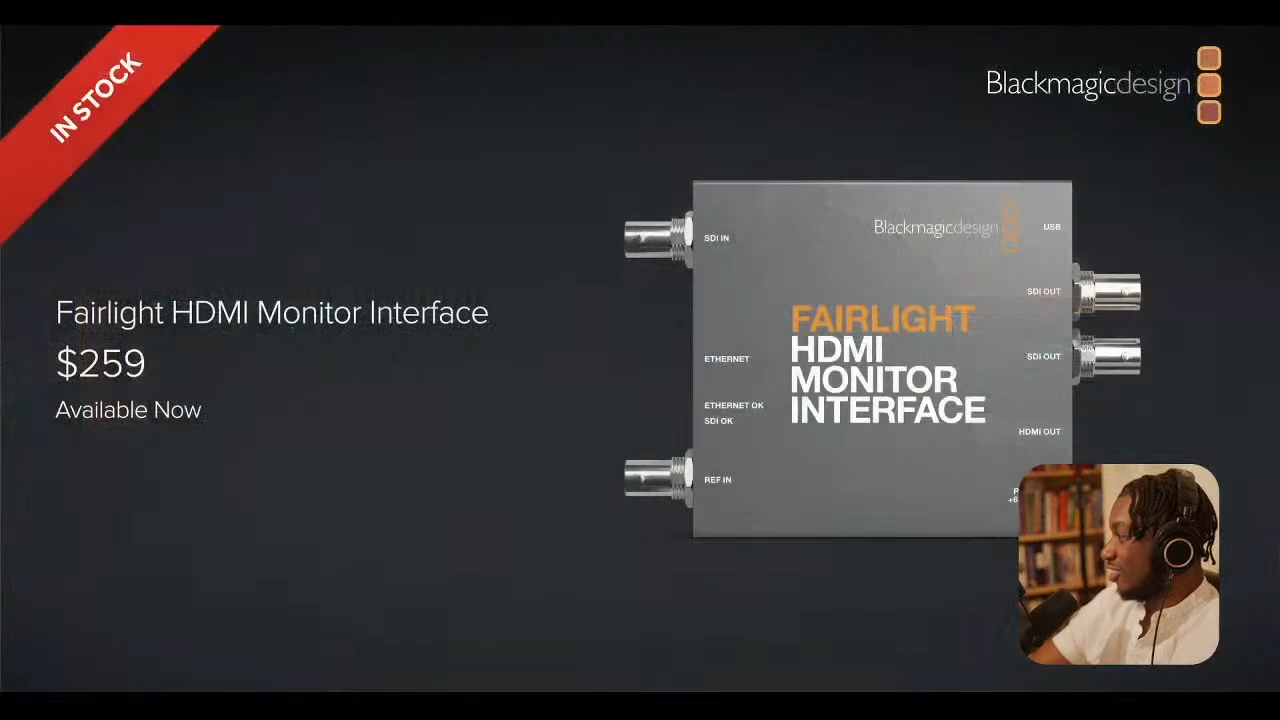 IN STOCK
Blackmagicdesign
Fairlight HDMI Monitor Interface
$259
Available Now
Blackmagicdesign
USB
SDI IN
SDI OUT
FAIRLIGHT
HDMI
MONITOR
INTERFACE
SDI OUT
ETHERNET
ETHERNET OK
SDI OK
HDMI OUT
REF IN